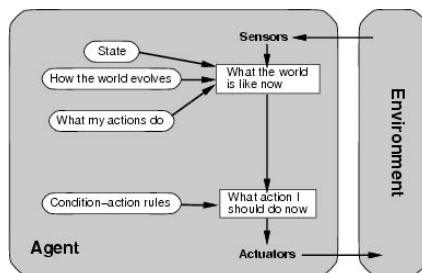 Sensors
State
How the world evolves
What my actions do
What the world
is like now
Condition-action rules
What action I
should do now
Agent
Actuators
Environment